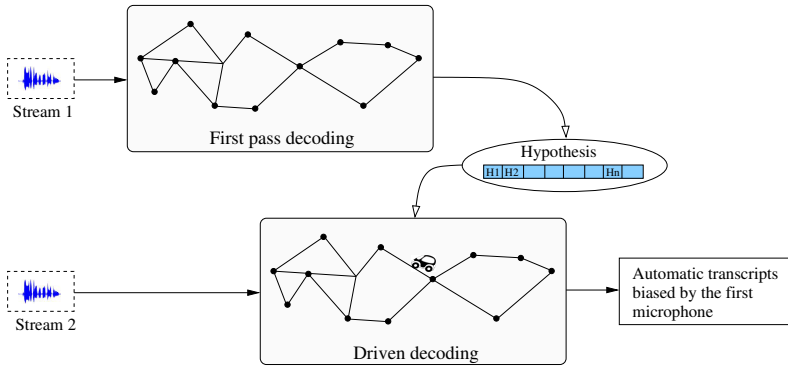 Stream 1
First pass decoding
Hypothesis
H1 H2 Hn
Stream 2
Driven decoding
Automatic transcripts
biased by the first
microphone